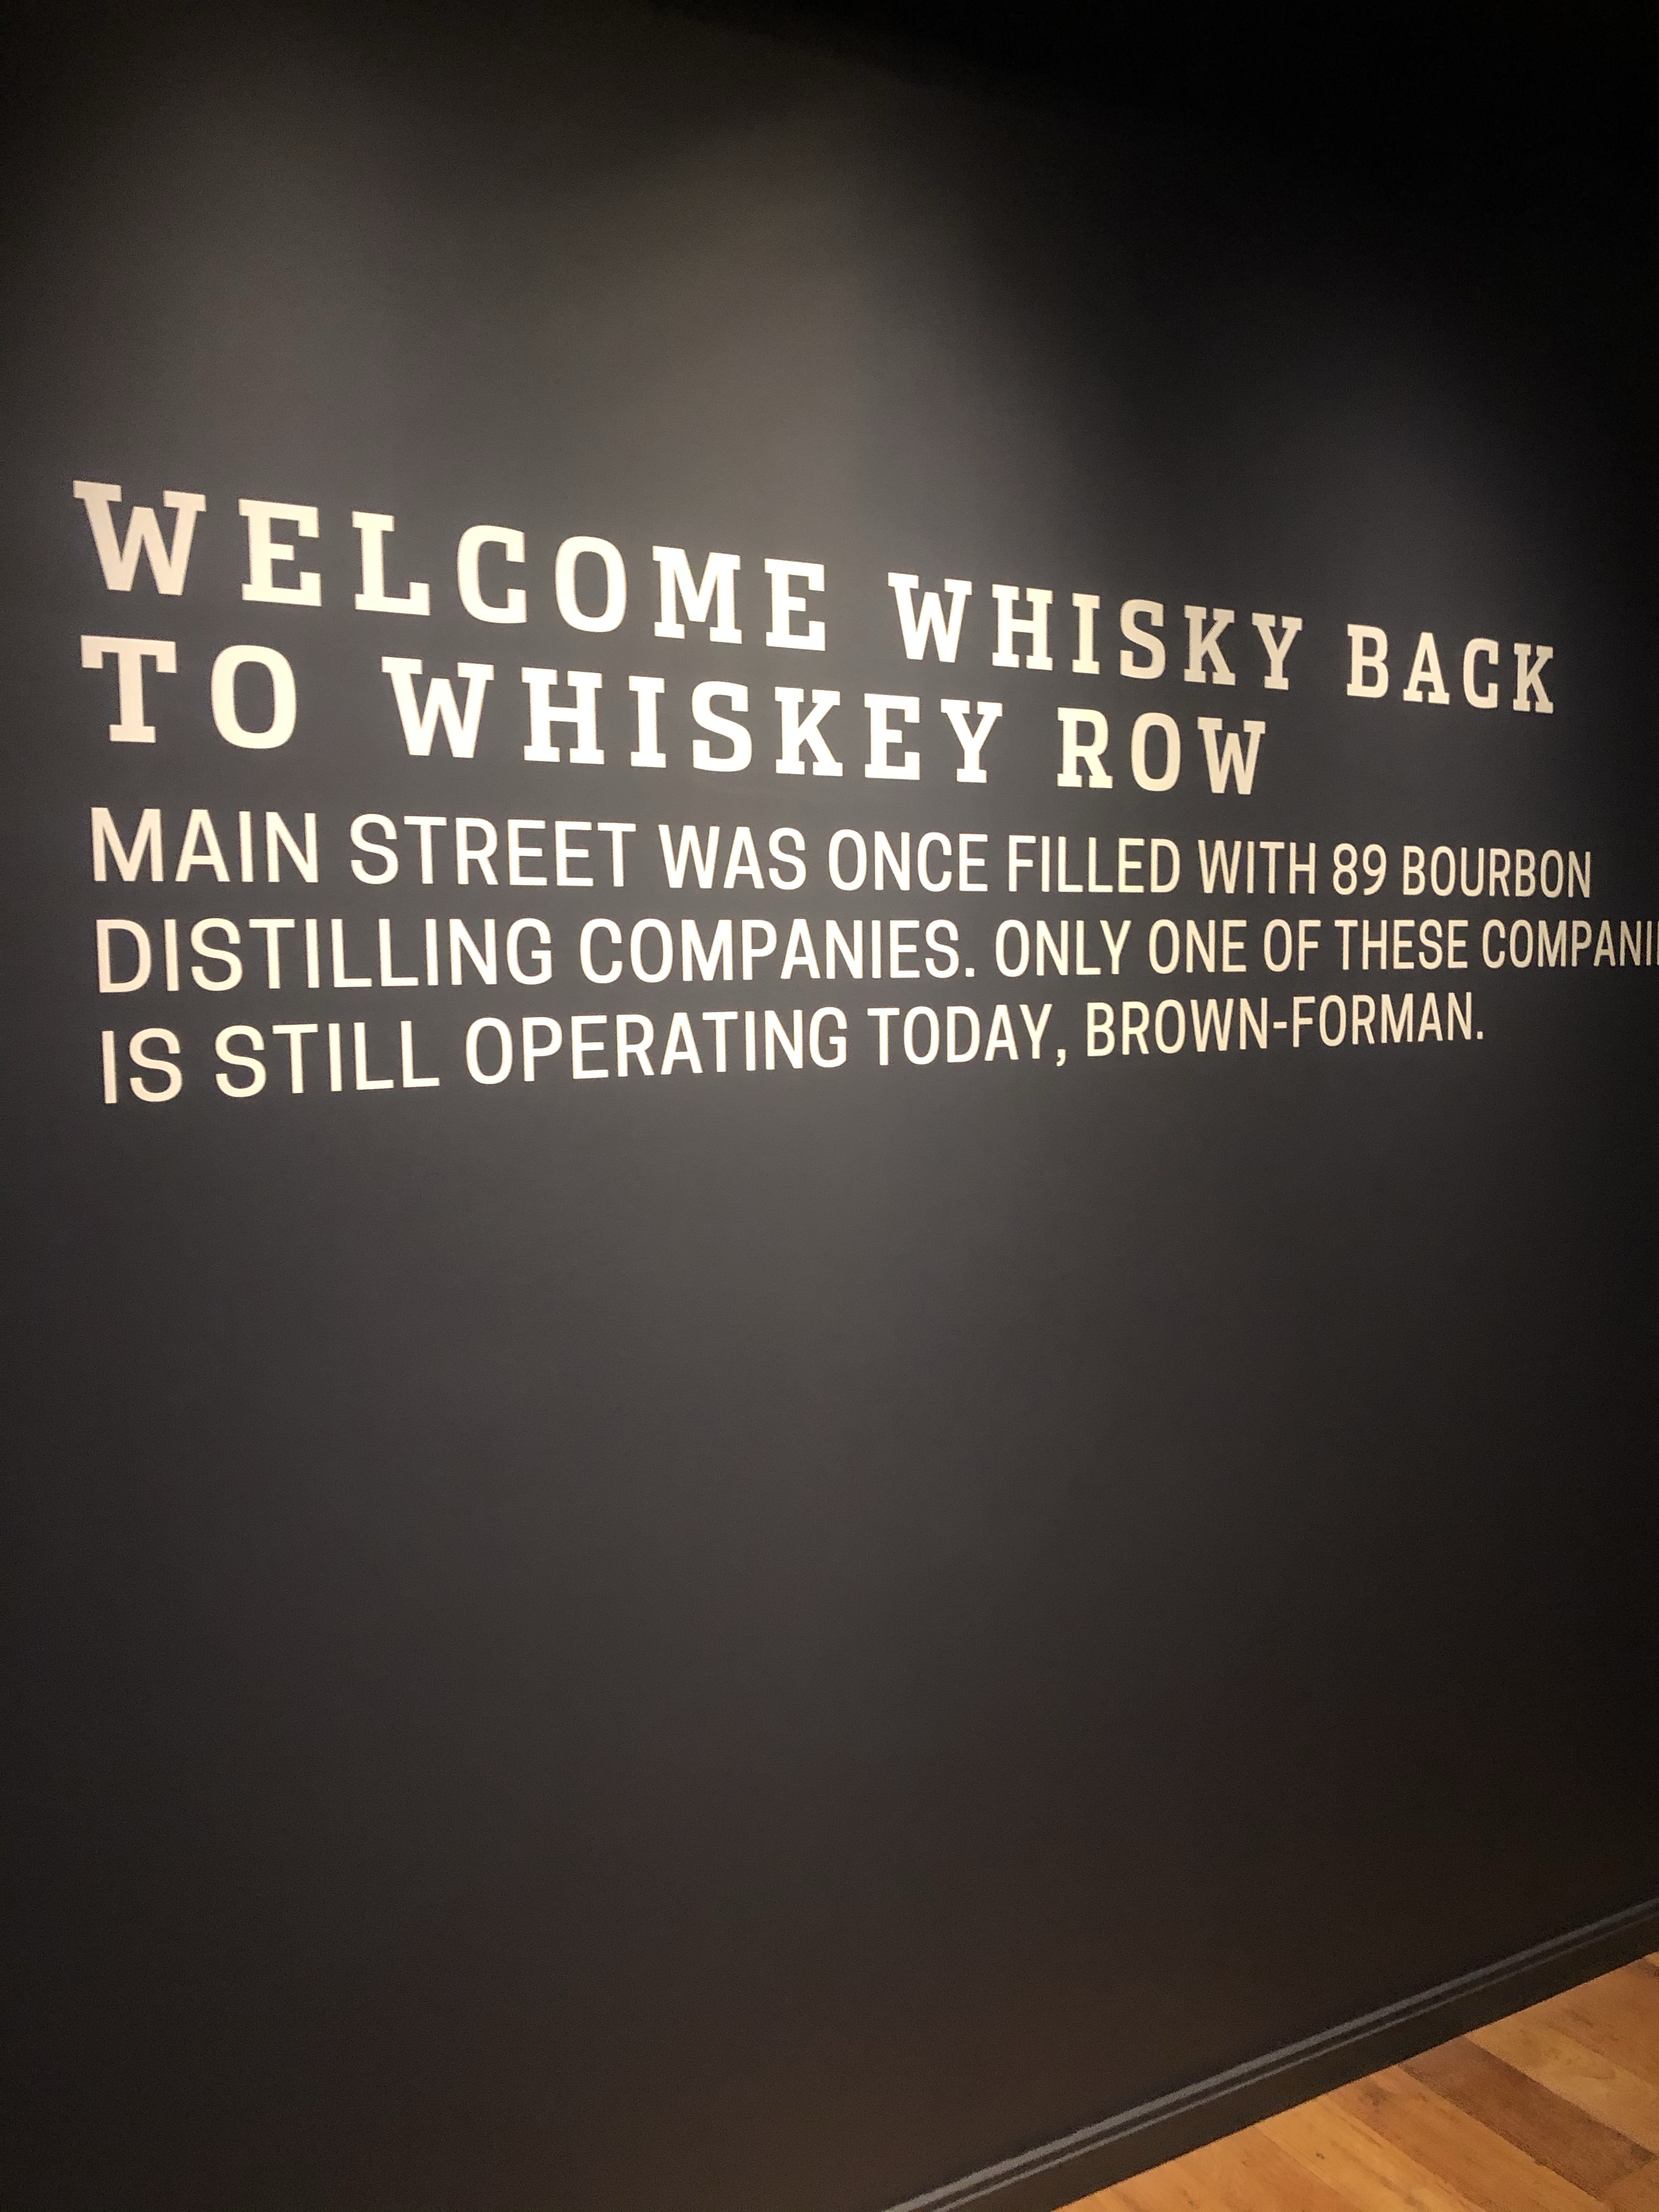 WELCOME WHISKY BACK
TO WHISKEY ROW
MAIN STREET WAS ONCE FILLED WITH 89 BOURBON
DISTILLING COMPANIES. ONLY ONE OF THESE COMPANI
IS STILL OPERATING TODAY, BROWN-FORMAN.